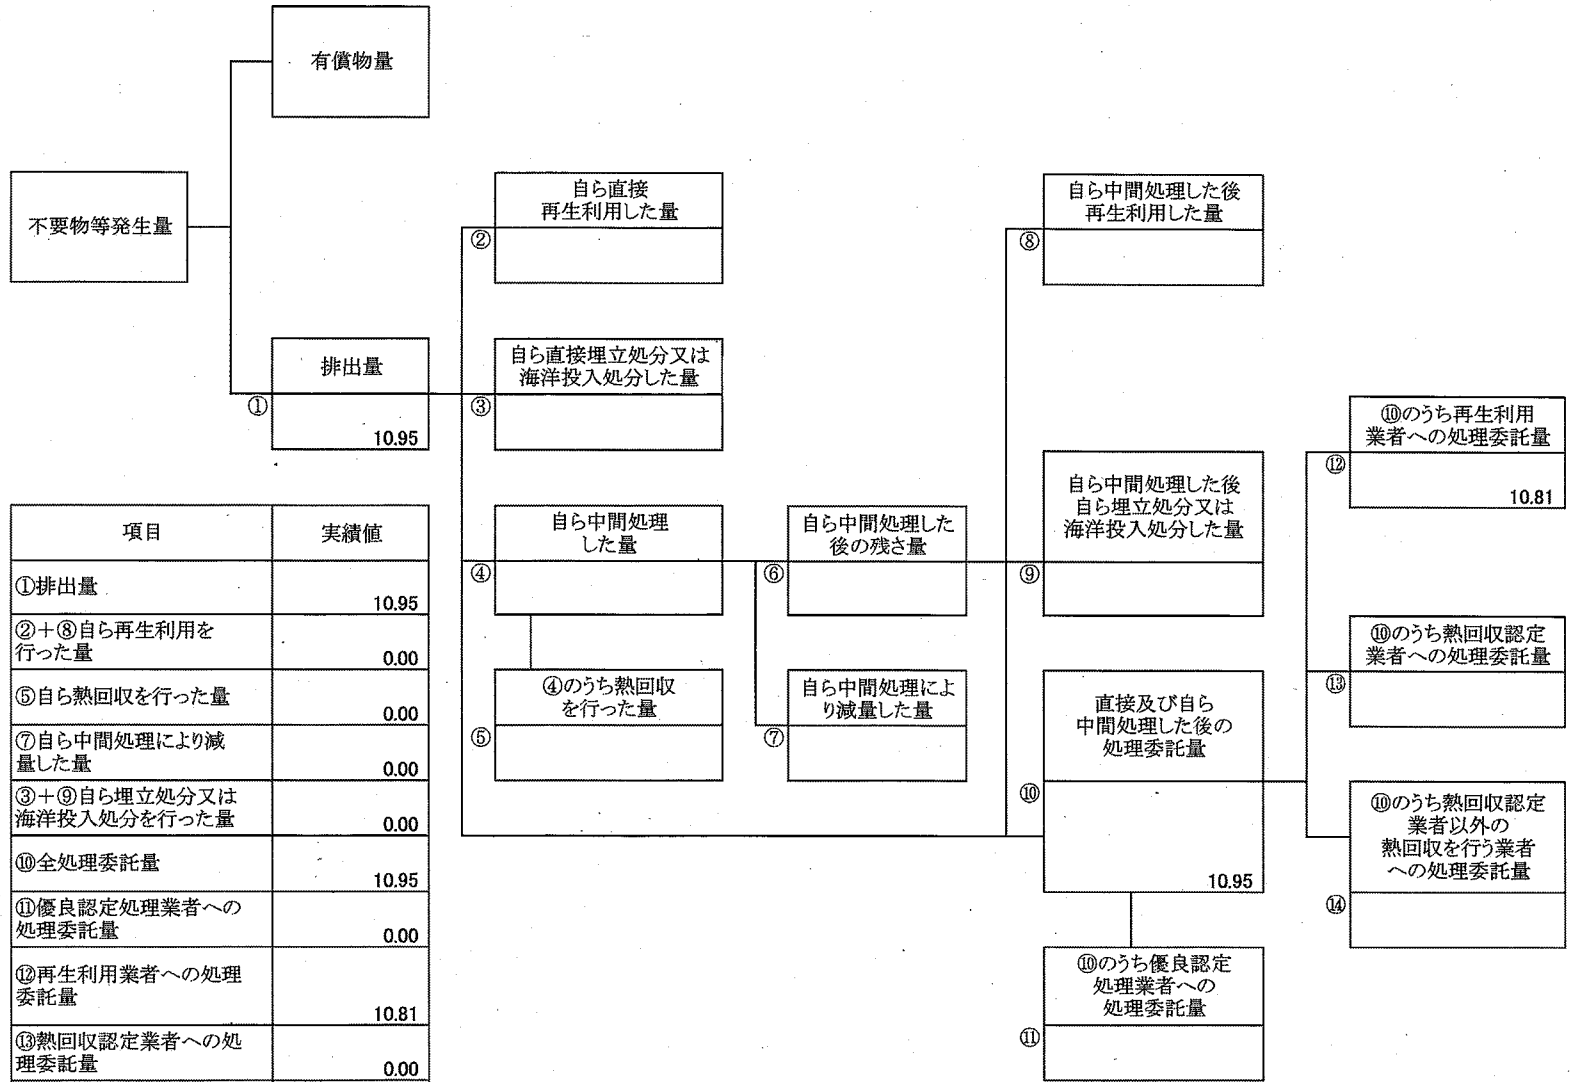 有償物量
不要物等発生量
排出量
①
10.95
自ら直接
再生利用した量
②
自ら直接埋立処分又は
海洋投入処分した量
③
自ら中間処理
した量
④
④のうち熱回収
を行った量
⑤
自ら中間処理した
後の残さ量
⑥
自ら中間処理によ
り減量した量
⑦
自ら中間処理した後
再生利用した量
⑧
自ら中間処理した後
自ら埋立処分又は
海洋投入処分した量
⑨
直接及び自ら
中間処理した後の
処理委託量
⑩
10.95
⑩のうち優良認定
処理業者への
処理委託量
⑪
⑩のうち再生利用
業者への処理委託量
⑫
10.81
⑩のうち熱回収認定
業者への処理委託量
⑬
⑩のうち熱回収認定
業者以外の
熱回収を行う業者
への処理委託量
⑭
項目 実績値
①排出量
10.95
②＋⑧自ら再生利用を
行った量 0.00
⑤自ら熱回収を行った量
0.00
⑦自ら中間処理により減
量した量 0.00
③＋⑨自ら埋立処分又は
海洋投入処分を行った量 0.00
⑩全処理委託量
10.95
⑪優良認定処理業者への
処理委託量 0.00
⑫再生利用業者への処理
委託量
10.81
⑬熱回収認定業者への処
理委託量 0.00